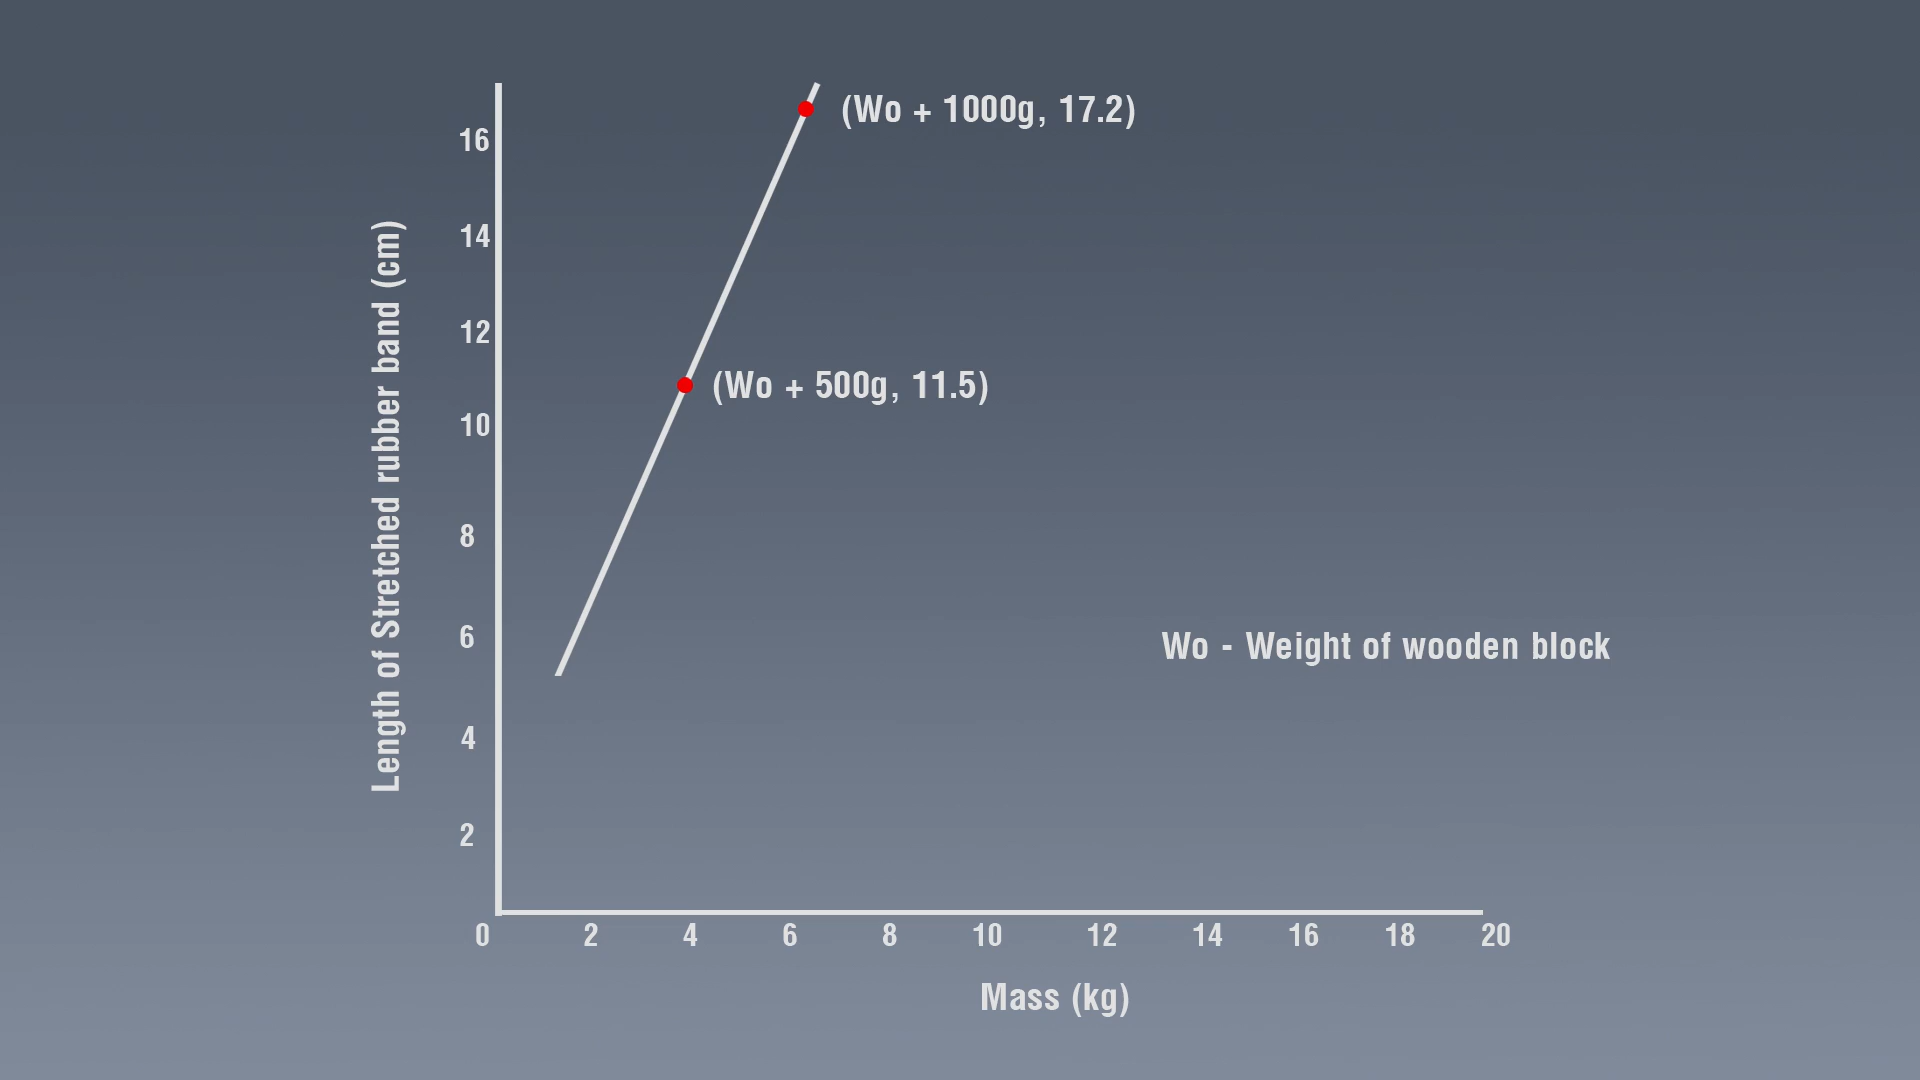 (Wo + 1000g, 17.2)
16
14
12
(Wo + 500g, 11.5)
10
8
6
4
2
Length of Stretched rubber band (cm)
Wo - Weight of wooden block
0 2 4 6 8 10 12 14 16 18 20
Mass (kg)